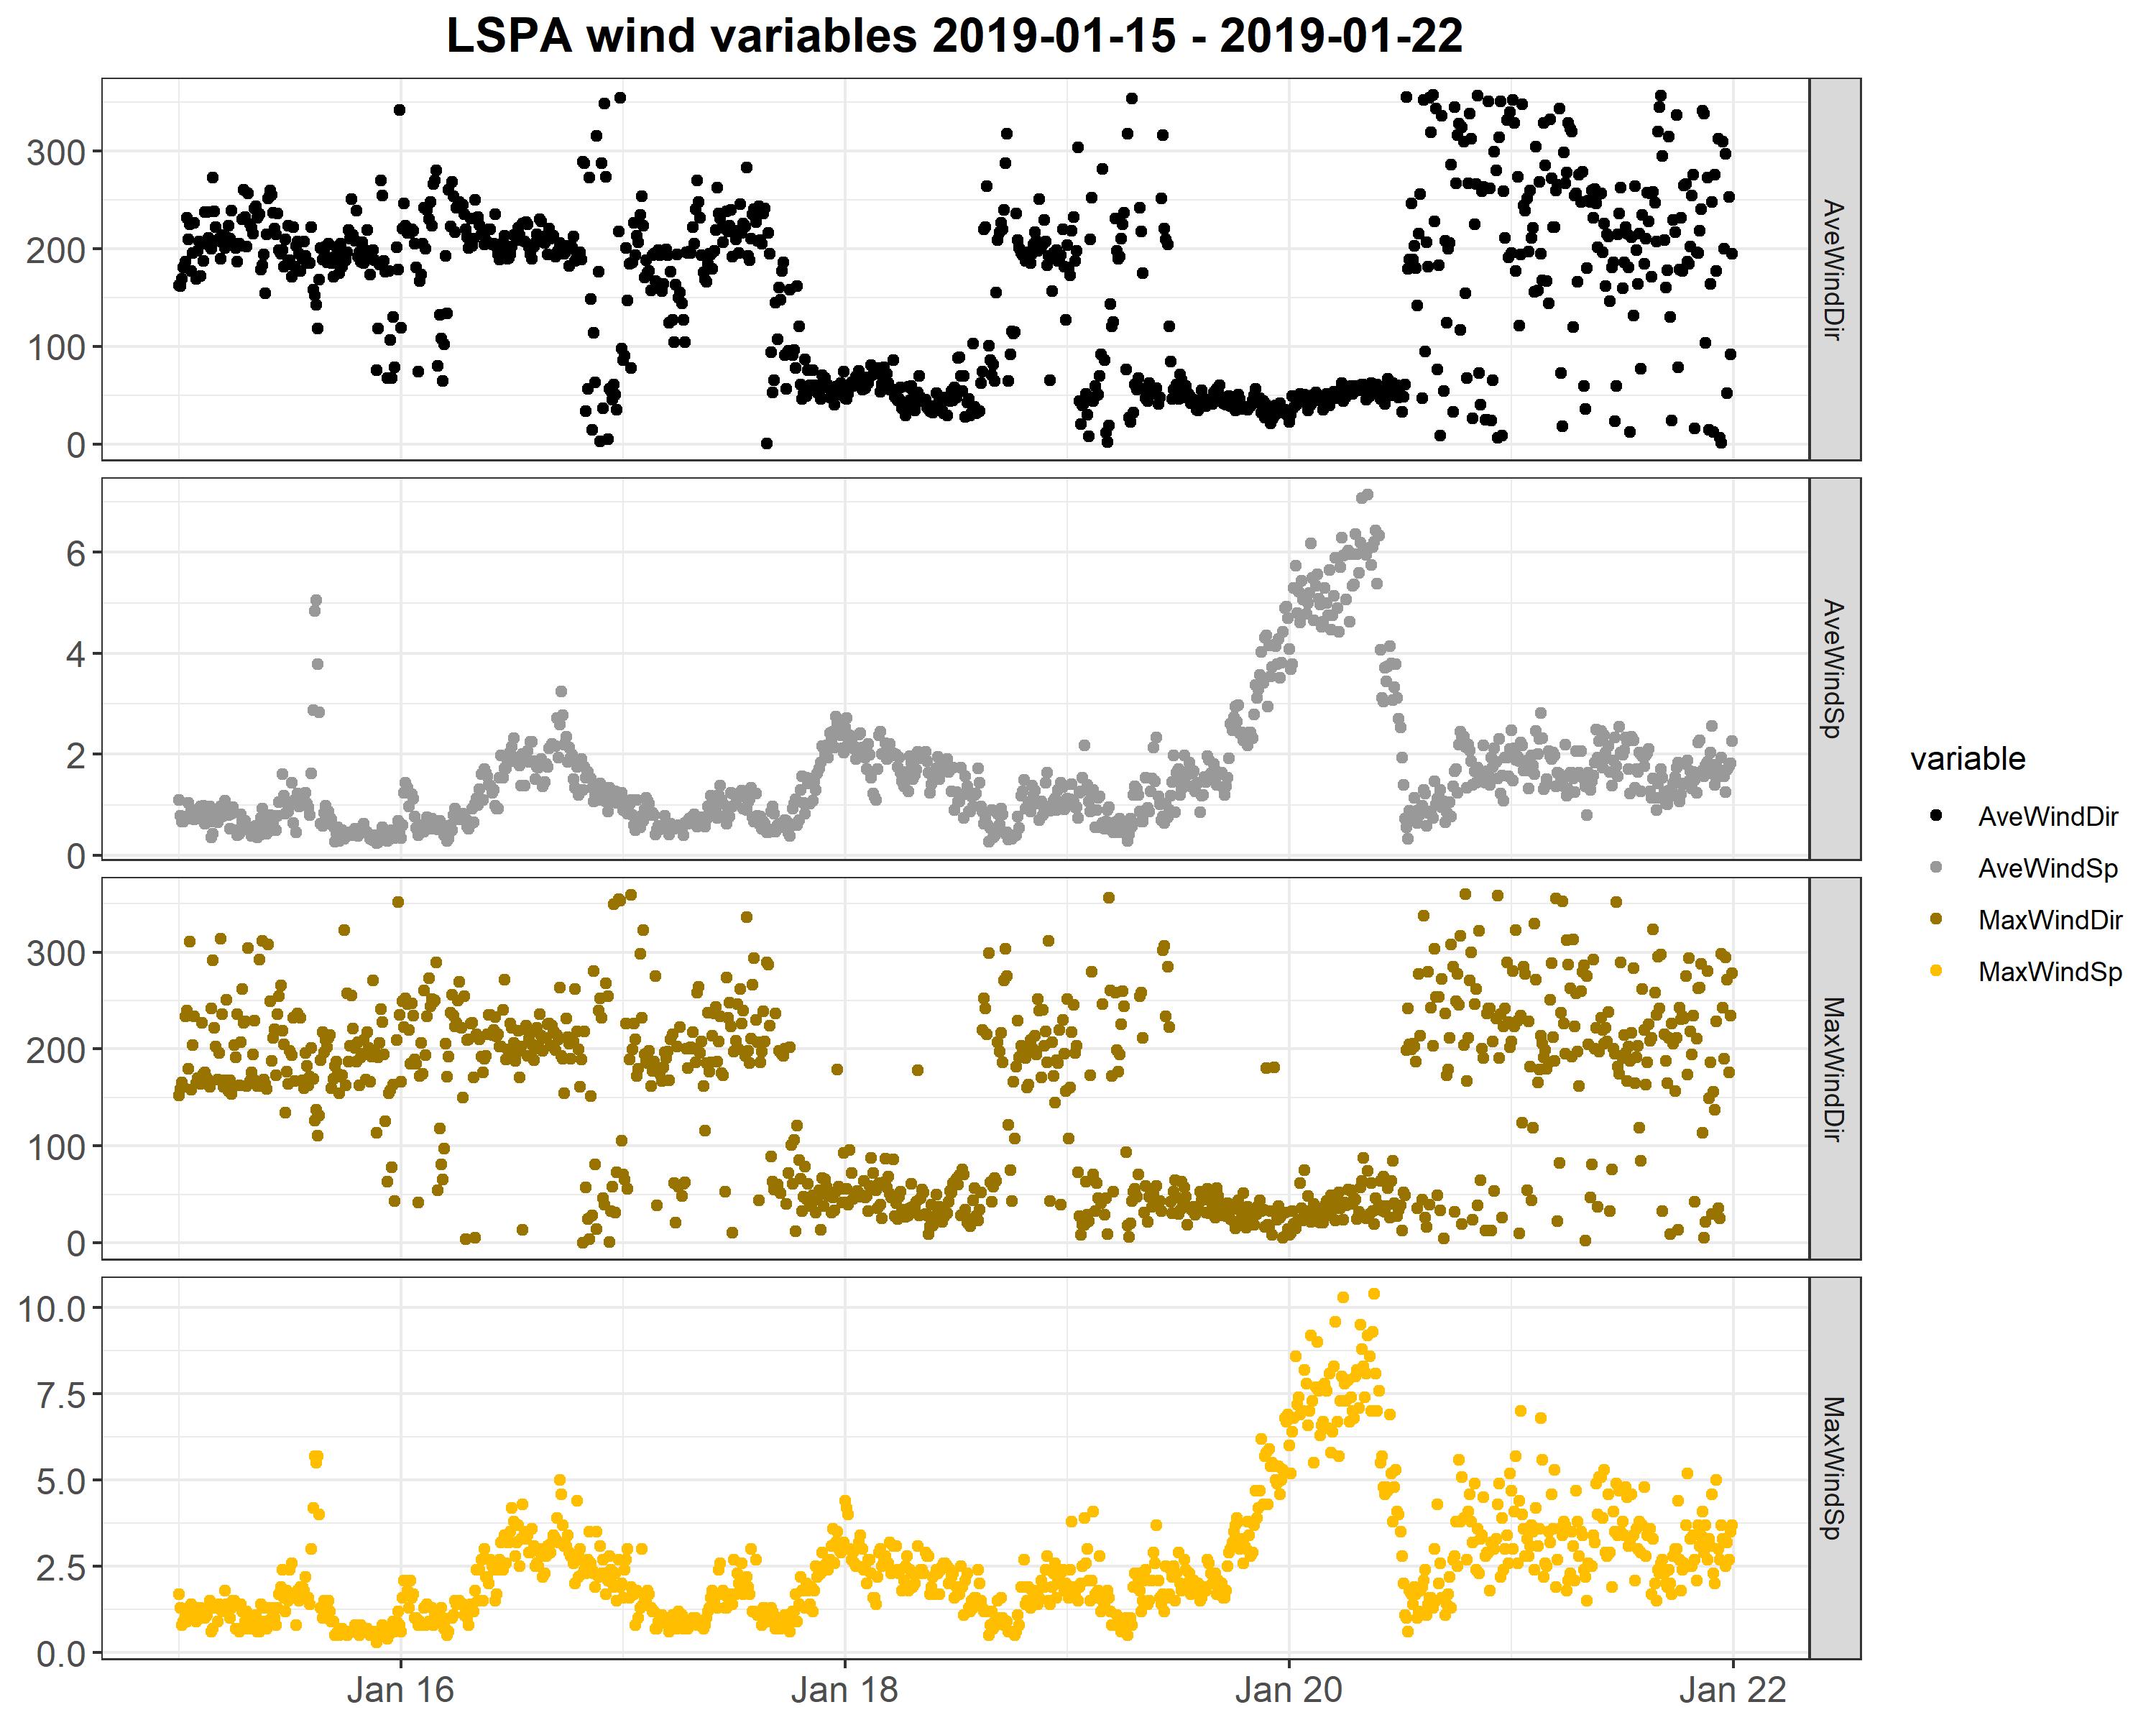 LSPA wind variables 2019-01-15 - 2019-01-22
300
200
100
0
AveWindDir
6
4
2
0
AveWindSp
300
200
100
0
MaxWindDir
10.0
7.5
5.0
2.5
0.0
MaxWindSp
Jan 16 Jan 18 Jan 20 Jan 22
variable
AveWindDir
AveWindSp
MaxWindDir
MaxWindSp